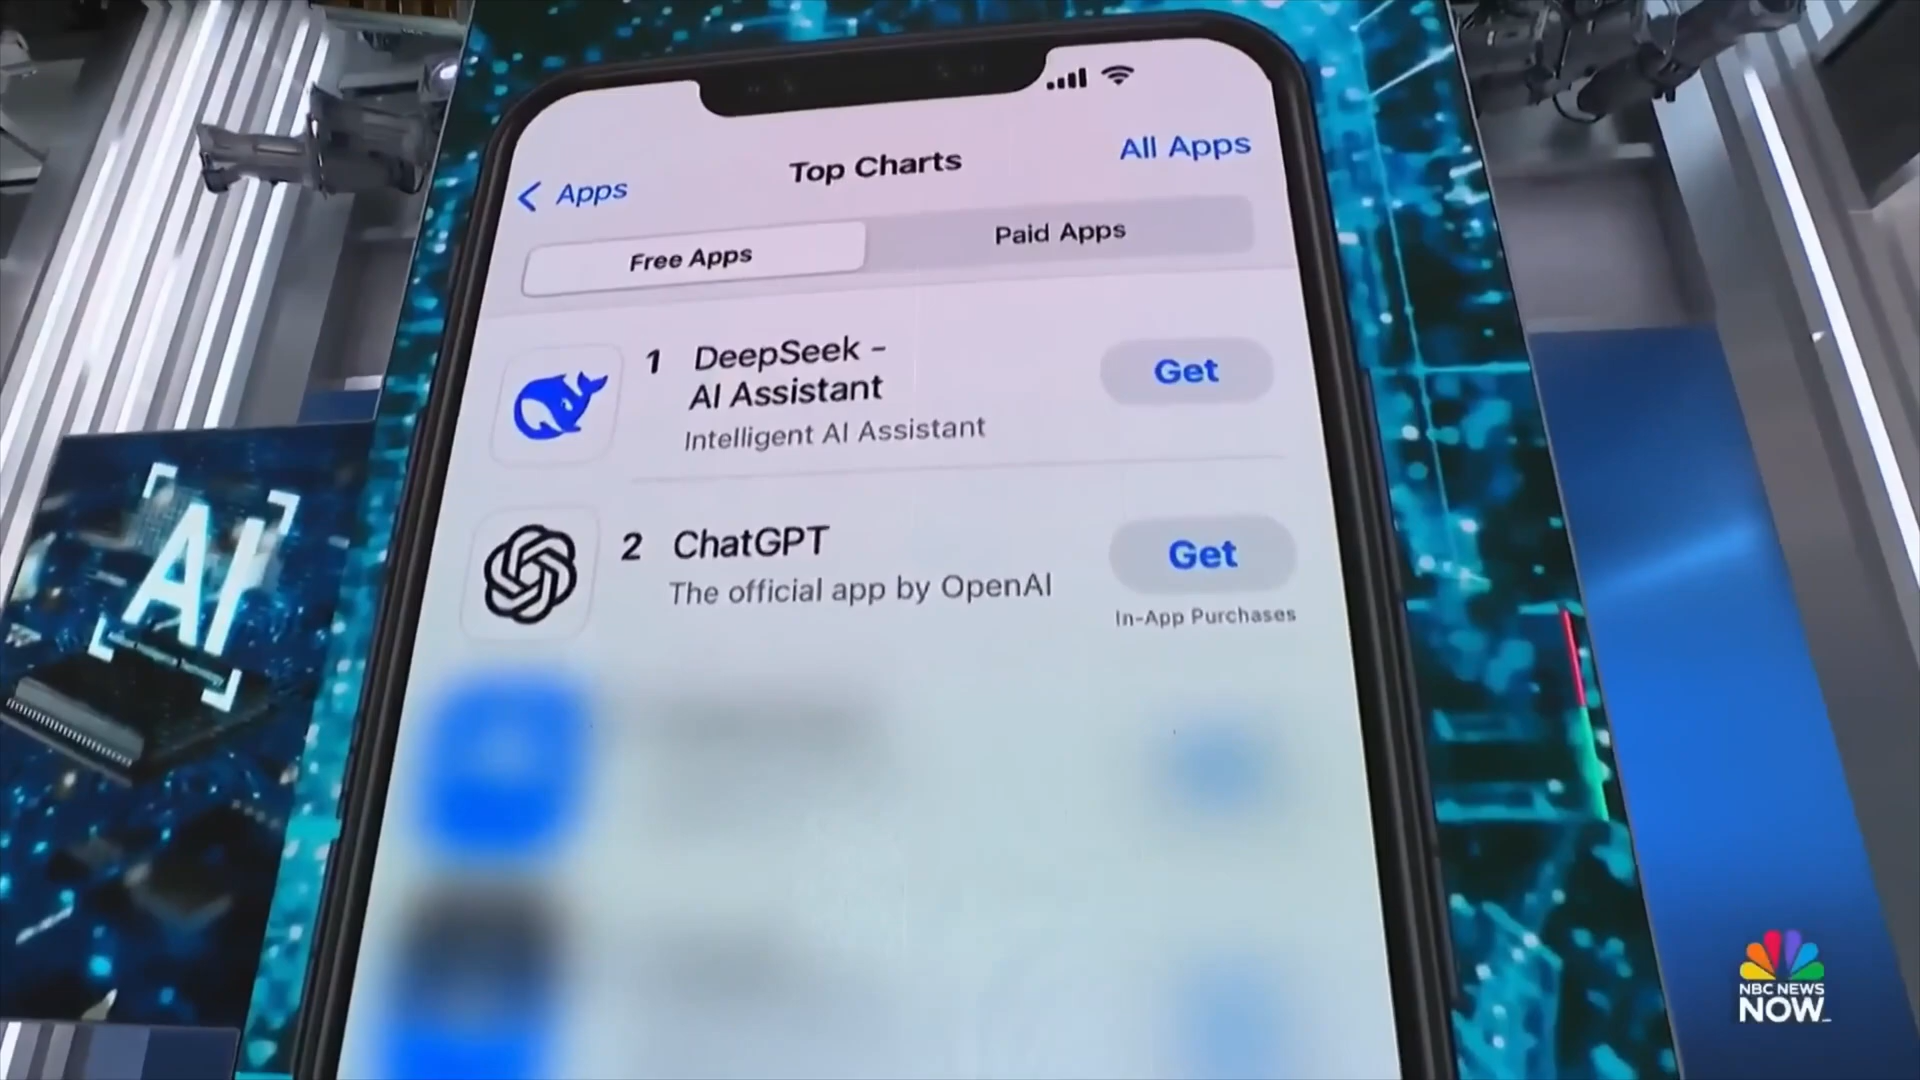 Top Charts
All Apps
Apps
Free Apps
Paid Apps
1 DeepSeek –
AI Assistant
Intelligent AI Assistant
Get
2 ChatGPT
The official app by OpenAI
Get
In-App Purchases
AI
NBC NEWS
NOW